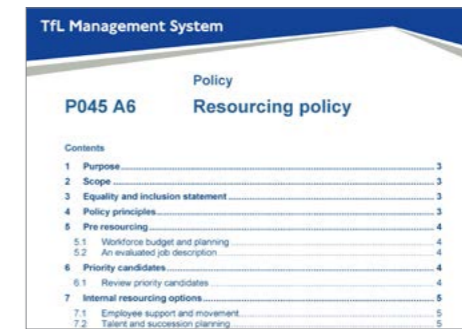 TfL Management System
Policy
P045 A6 Resourcing policy
Contents
1 Purpose 3
2 Scope 3
3 Equality and inclusion statement 3
4 Policy principles 3
5 Pre resourcing 4
5.1 Workforce budget and planning 4
5.2 An evaluated job description 4
6 Priority candidates 4
6.1 Review priority candidates 4
7 Internal resourcing options 5
7.1 Employee support and movement 5
7.2 Talent and succession planning 5